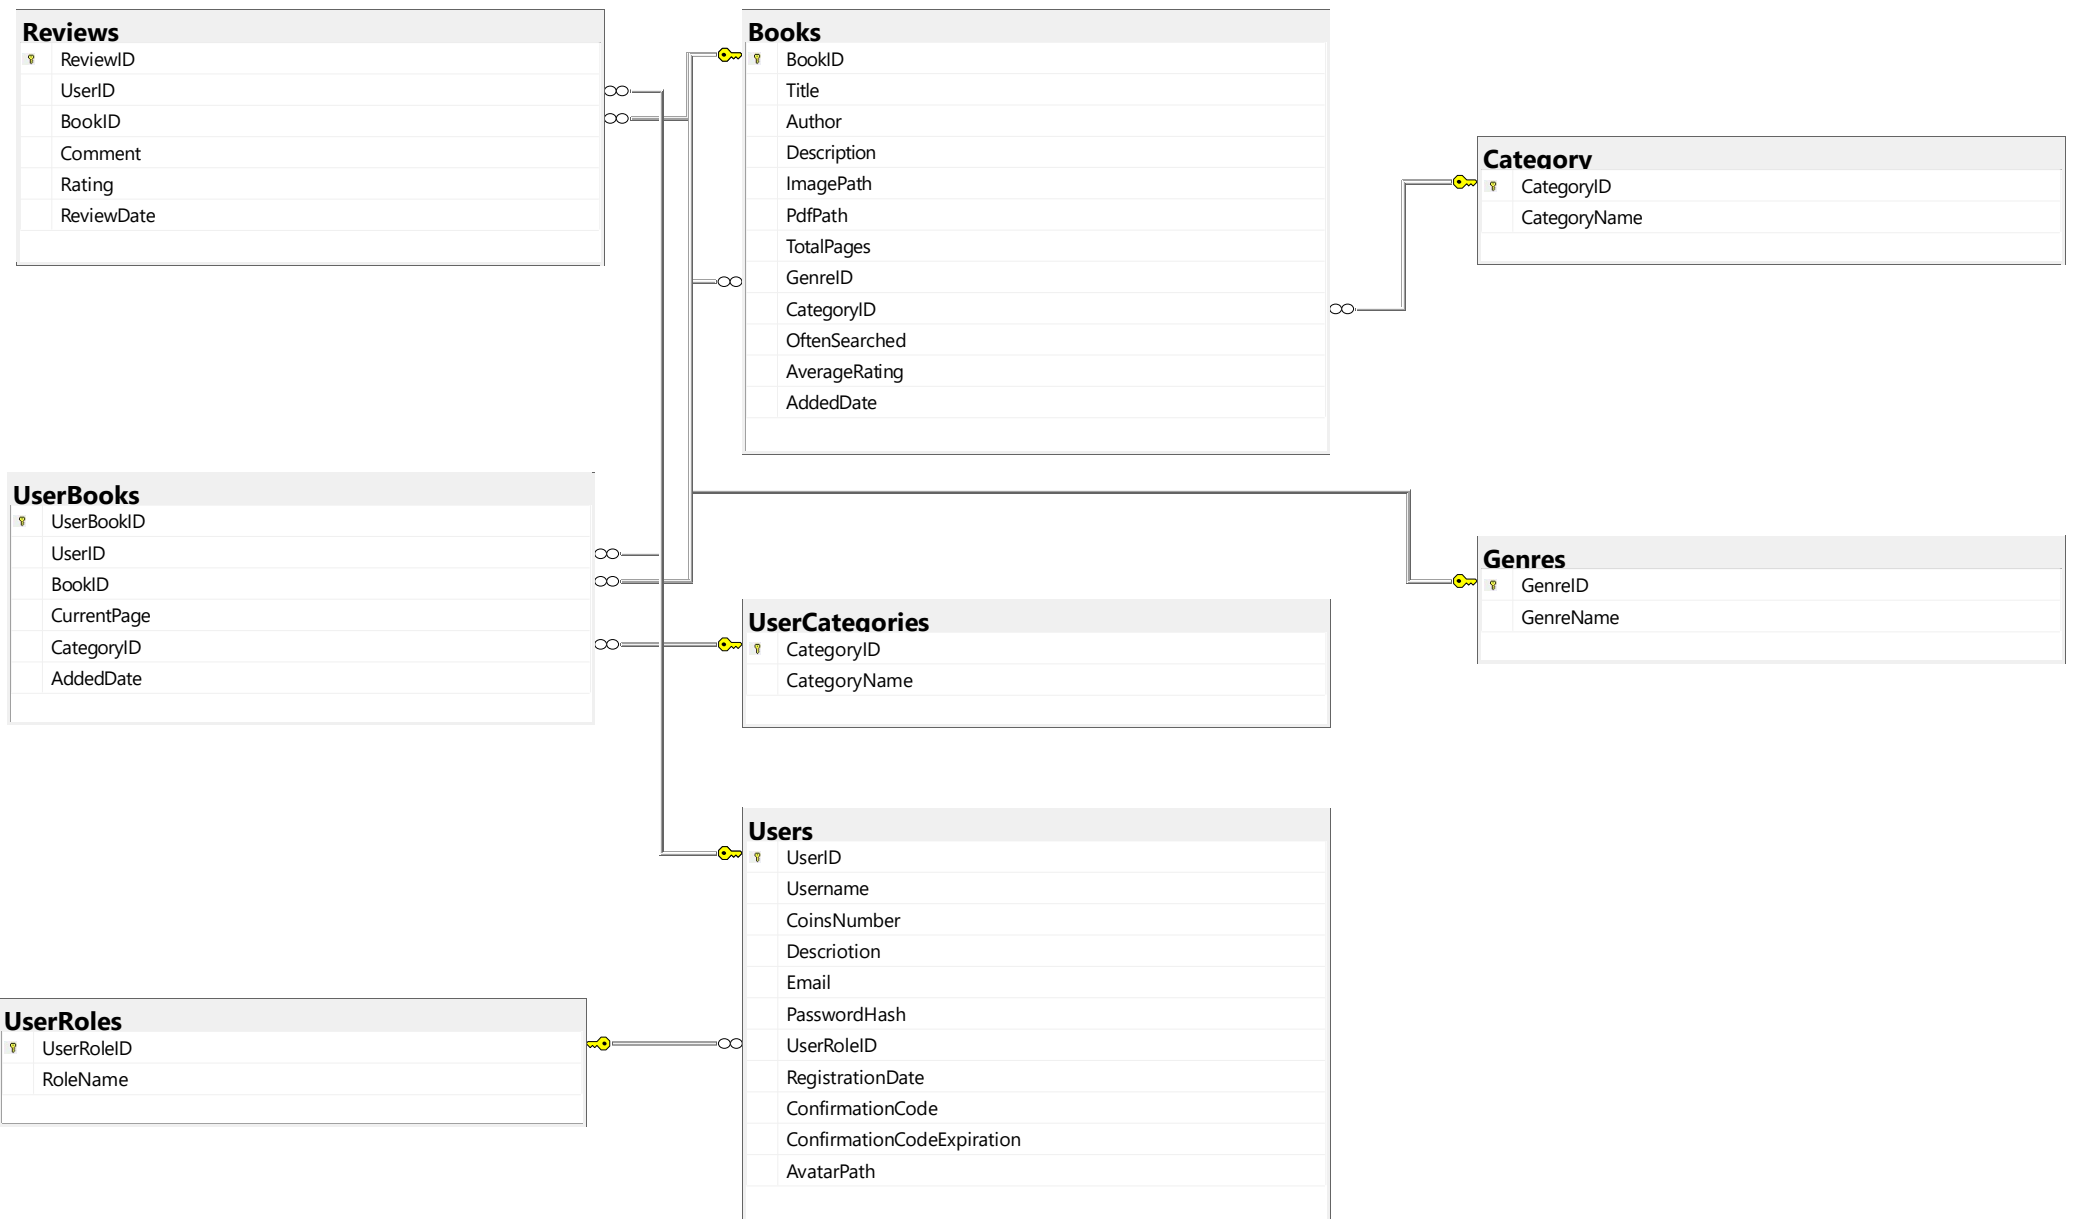 Reviews
ReviewID
UserID
BookID
Comment
Rating
ReviewDate
Books
BookID
Title
Author
Description
ImagePath
PdfPath
TotalPages
GenreID
CategoryID
OftenSearched
AverageRating
AddedDate
Category
CategoryID
CategoryName
UserBooks
UserBookID
UserID
BookID
CurrentPage
CategoryID
AddedDate
UserCategories
CategoryID
CategoryName
Genres
GenreID
GenreName
Users
UserID
Username
CoinsNumber
Descriotion
Email
PasswordHash
UserRoleID
RegistrationDate
ConfirmationCode
ConfirmationCodeExpiration
AvatarPath
UserRoles
UserRoleID
RoleName